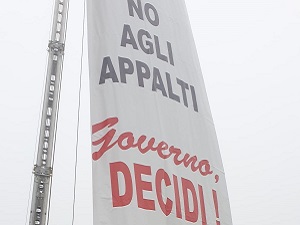 NO
AGLI
APPALTI
Governo,
DECIDI!